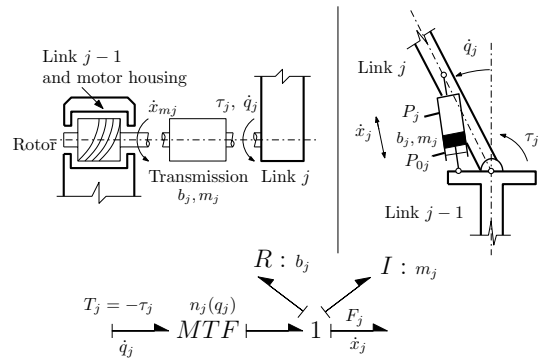 Link j − 1
and motor housing
Rotor
ẋmj
τj, q̇j
Transmission
bj, mj
Link j
Link j
q̇j
Pj
ẋj
bj, mj
P0j
τj
Link j − 1
R : bj
I : mj
Tj = −τj
nj(qj)
MTF
1
Fj
q̇j
ẋj